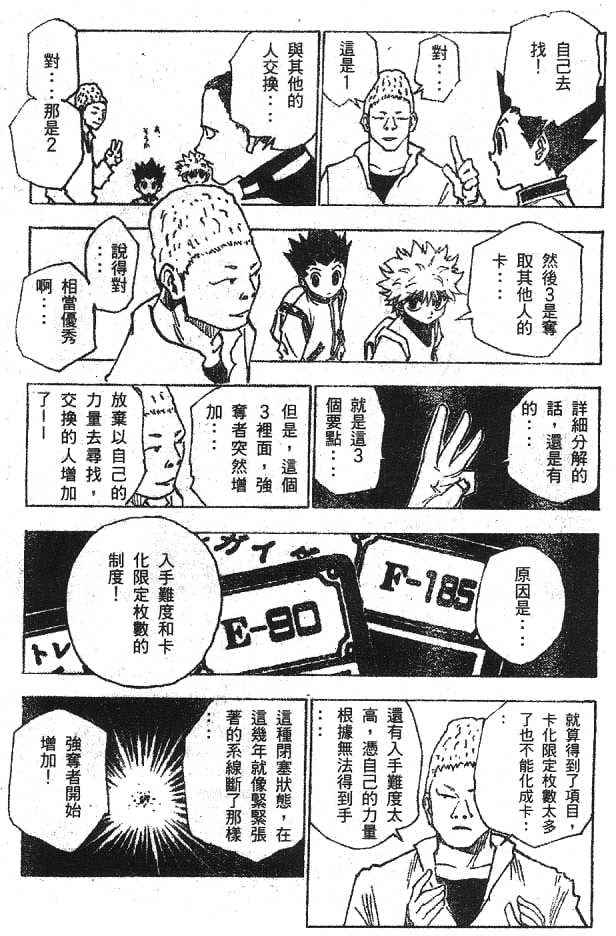 自己去
找！
對…
這是1
與其他的
人交換…
對…那是2
然後3是奪
取其他人的
卡…
說得對
…
相當優秀
啊…
詳細分解的
話，還是有
的…
就是這3
個要點…
但是，這個
3裡面，強
奪者突然增
加…
放棄以自己的
力量去尋找，
交換的人增加
了——
原因是…
F-185
E-80
ガイ
トレ
入手難度和卡
化限定枚數的
制度！
就算得到了項目，
卡化限定枚數太多
了也不能化成卡…
還有入手難度太
高，憑自己的力量
根據無法得到手
…
這種閉塞狀態，在
這幾年就像緊緊張
著的系線斷了那樣
…
強奪者開始
增加！